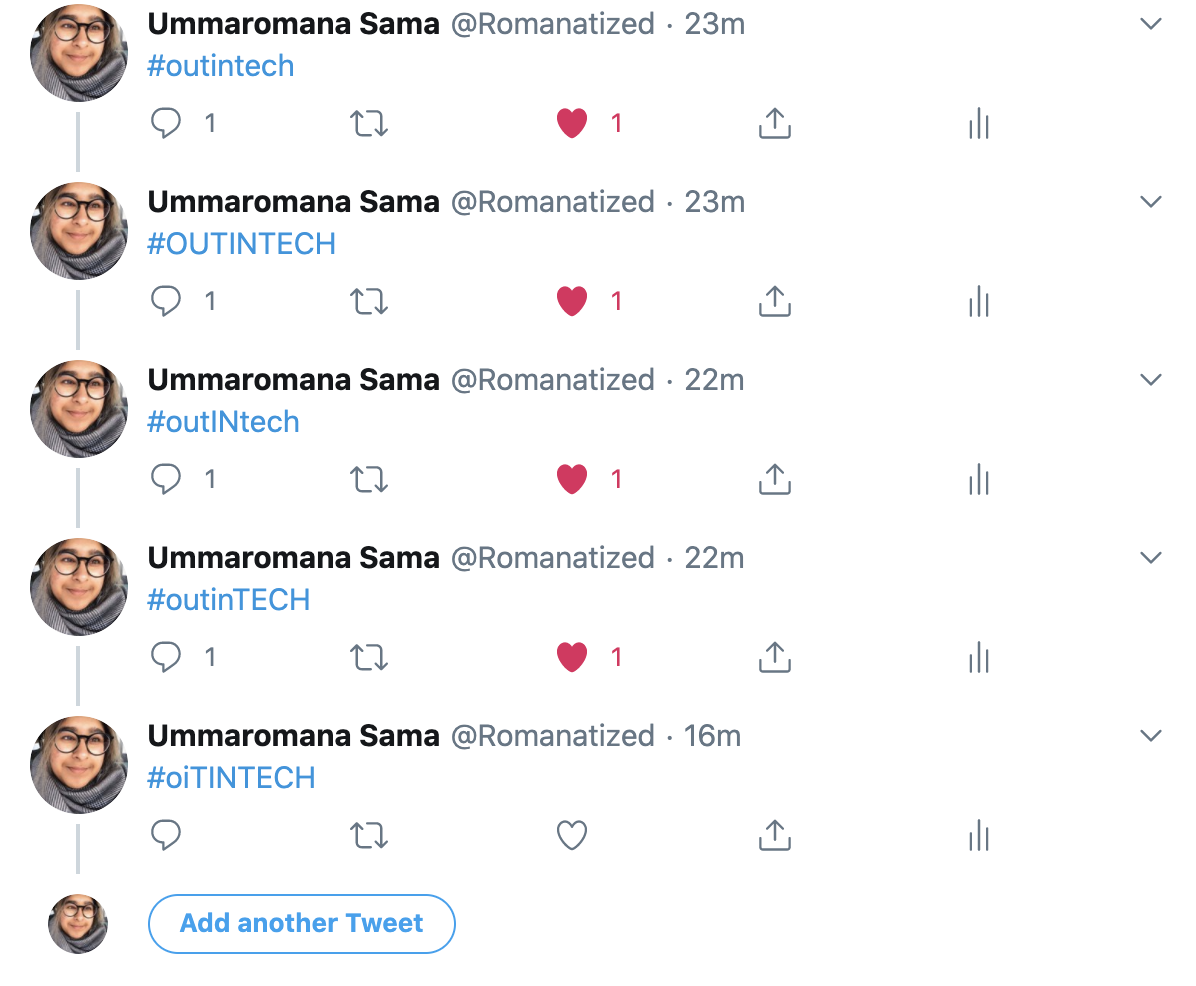 Ummaromana Sama @Romanatized · 23m
#outintech
1 1
Ummaromana Sama @Romanatized · 23m
#OUTINTECH
1 1
Ummaromana Sama @Romanatized · 22m
#outINtech
1 1
Ummaromana Sama @Romanatized · 22m
#outinTECH
1 1
Ummaromana Sama @Romanatized · 16m
#oiTINTECH
Add another Tweet